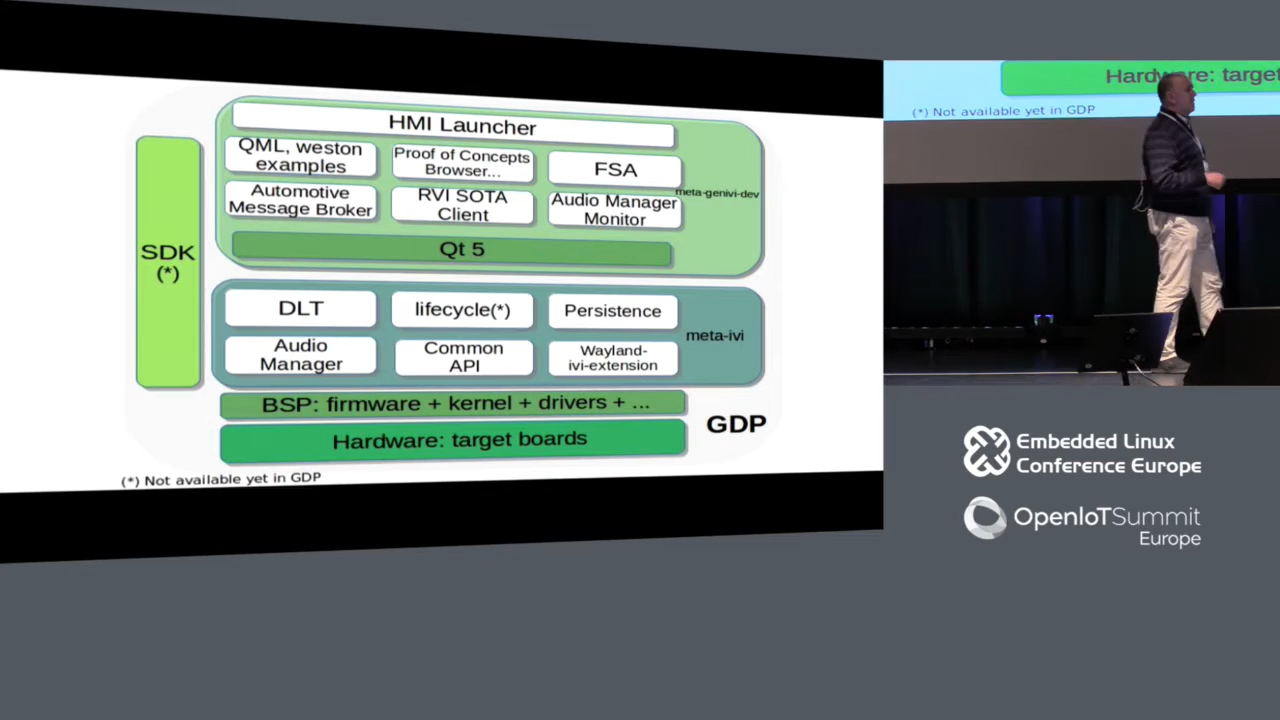 HMI Launcher
QML, weston
examples
Proof of Concepts
Browser...
FSA
Automotive
Message Broker
RVI SOTA
Client
Audio Manager
Monitor
meta-genivi-dev
Qt 5
SDK
(*)
DLT
lifecycle(*)
Persistence
Audio
Manager
Common
API
Wayland-
ivi-extension
meta-ivi
BSP: firmware + kernel + drivers + ...
Hardware: target boards
GDP
(*) Not available yet in GDP
Hardware: target
(*) Not available yet in GDP
Embedded Linux
Conference Europe
OpenIoTSummit
Europe